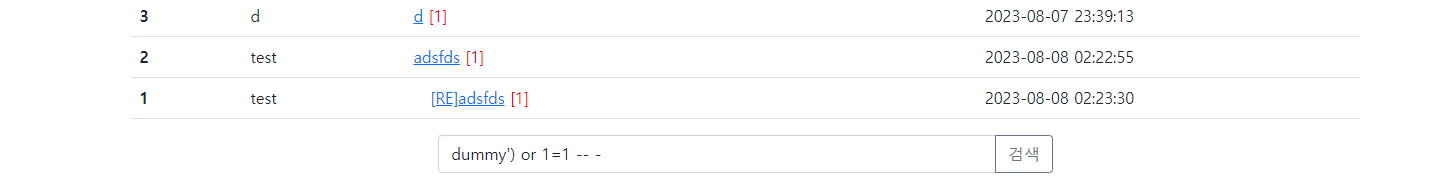 3 d d [1] 2023-08-07 23:39:13
2 test adsfds [1] 2023-08-08 02:22:55
1 test [RE]adsfds [1] 2023-08-08 02:23:30
dummy') or 1=1 -- - 검색